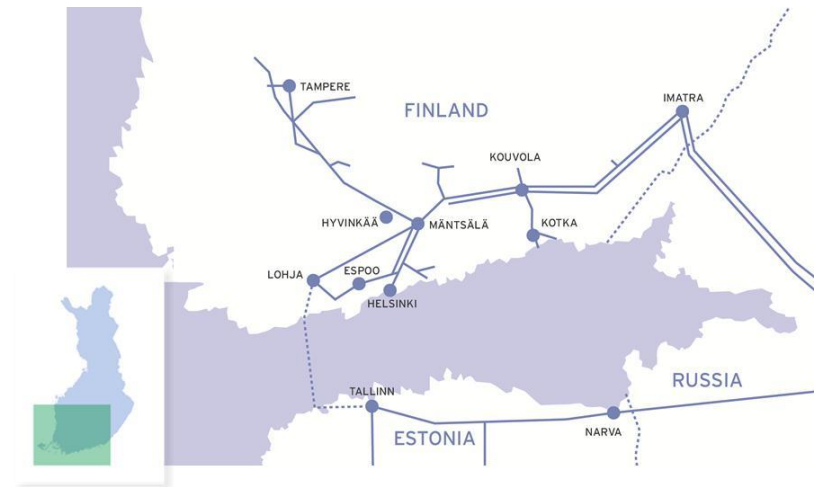 TAMPERE
FINLAND
IMATRA
KOUVOLA
HYVINKÄÄ
MÄNTSÄLÄ
KOTKA
LOHJA
ESPOO
HELSINKI
RUSSIA
TALLINN
ESTONIA
NARVA